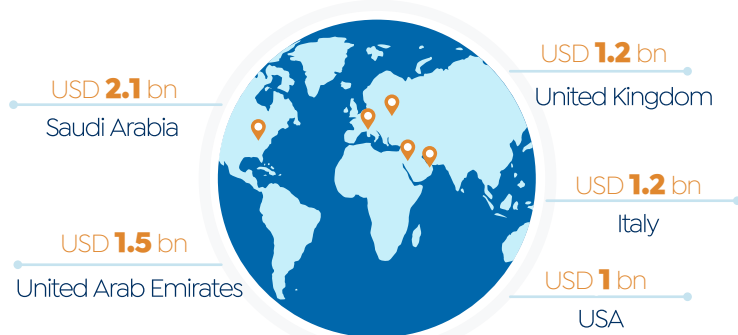 USD 2.1 bn
Saudi Arabia
USD 1.5 bn
United Arab Emirates
USD 1.2 bn
United Kingdom
USD 1.2 bn
Italy
USD 1 bn
USA